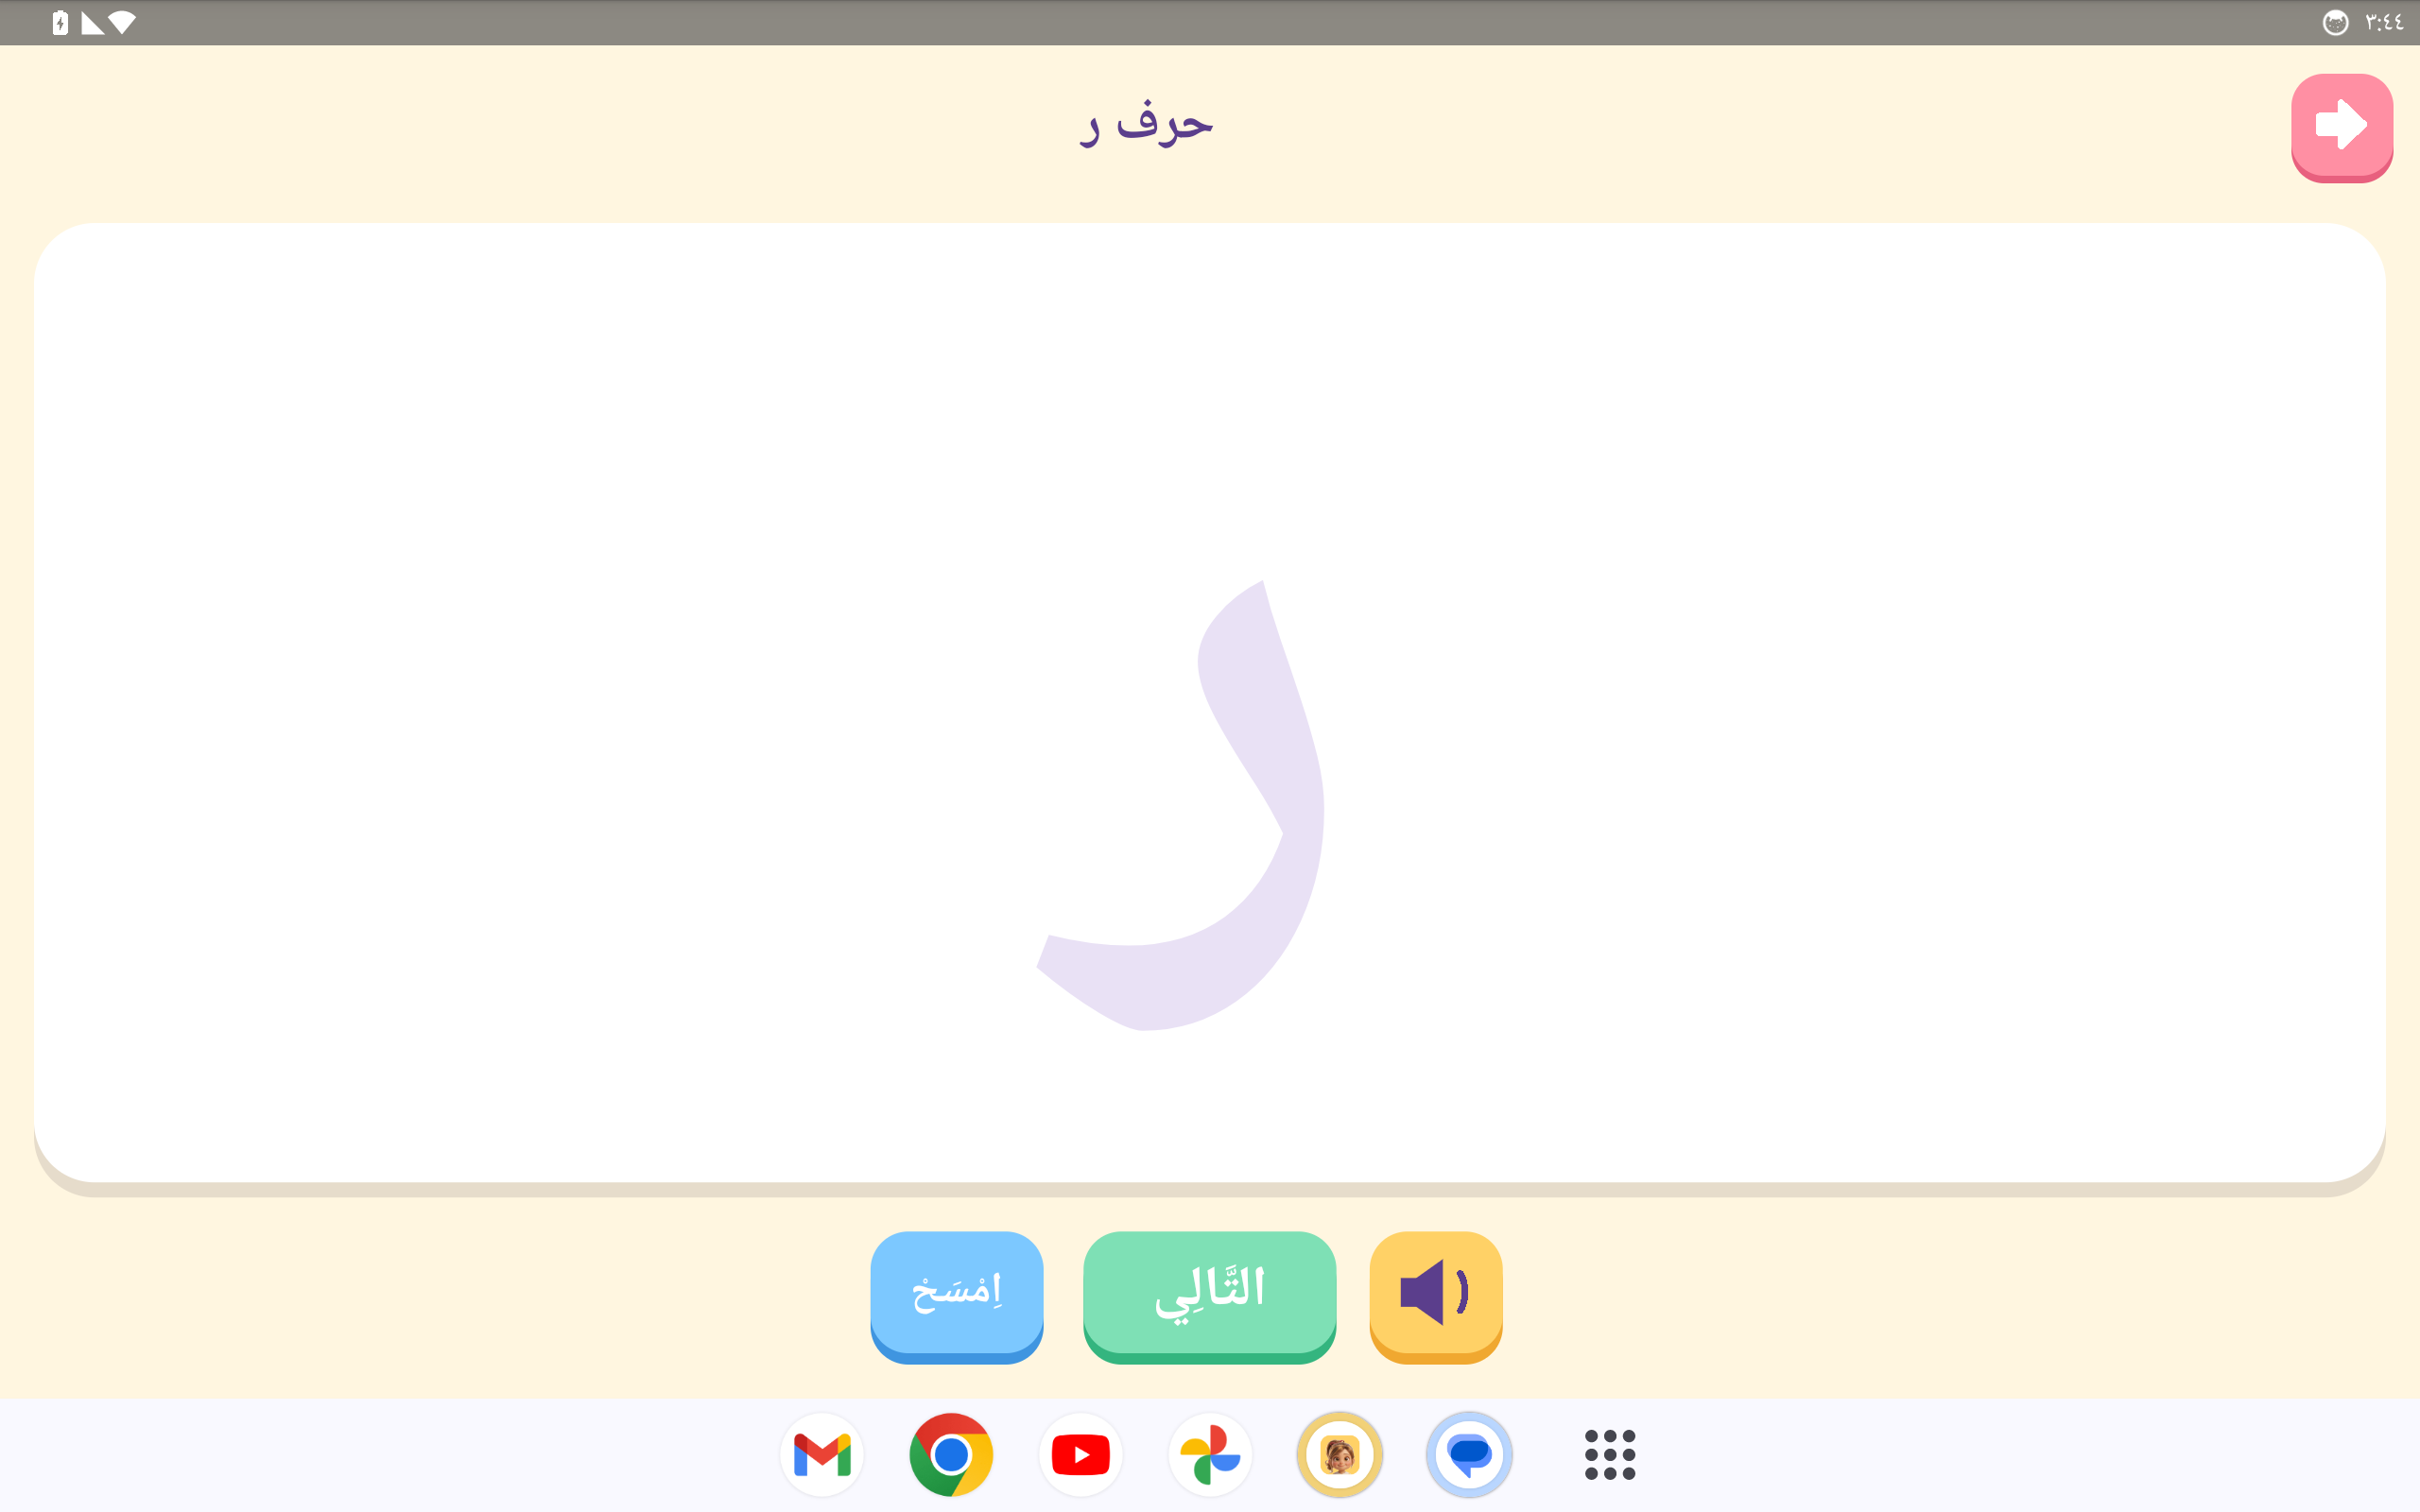 ٣:٤٤
حرف ر
ر
التَّالِي
اِمْسَحْ